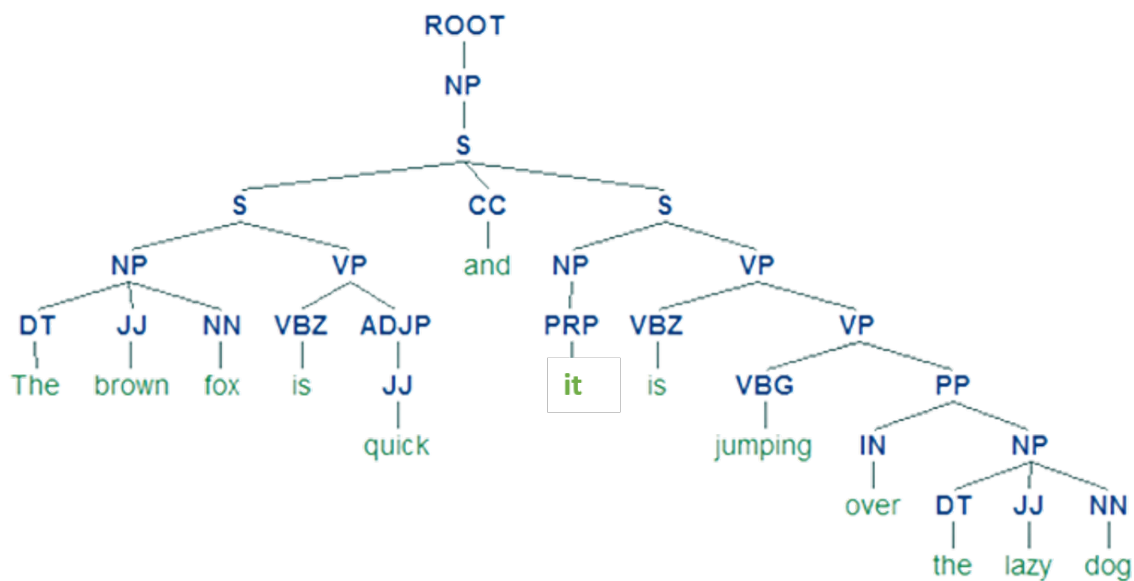 ROOT
NP
S
S CC S
NP VP and NP VP
DT JJ NN VBZ ADJP PRP VBZ VP
The brown fox is JJ it is VBG PP
quick jumping IN NP
over DT JJ NN
the lazy dog